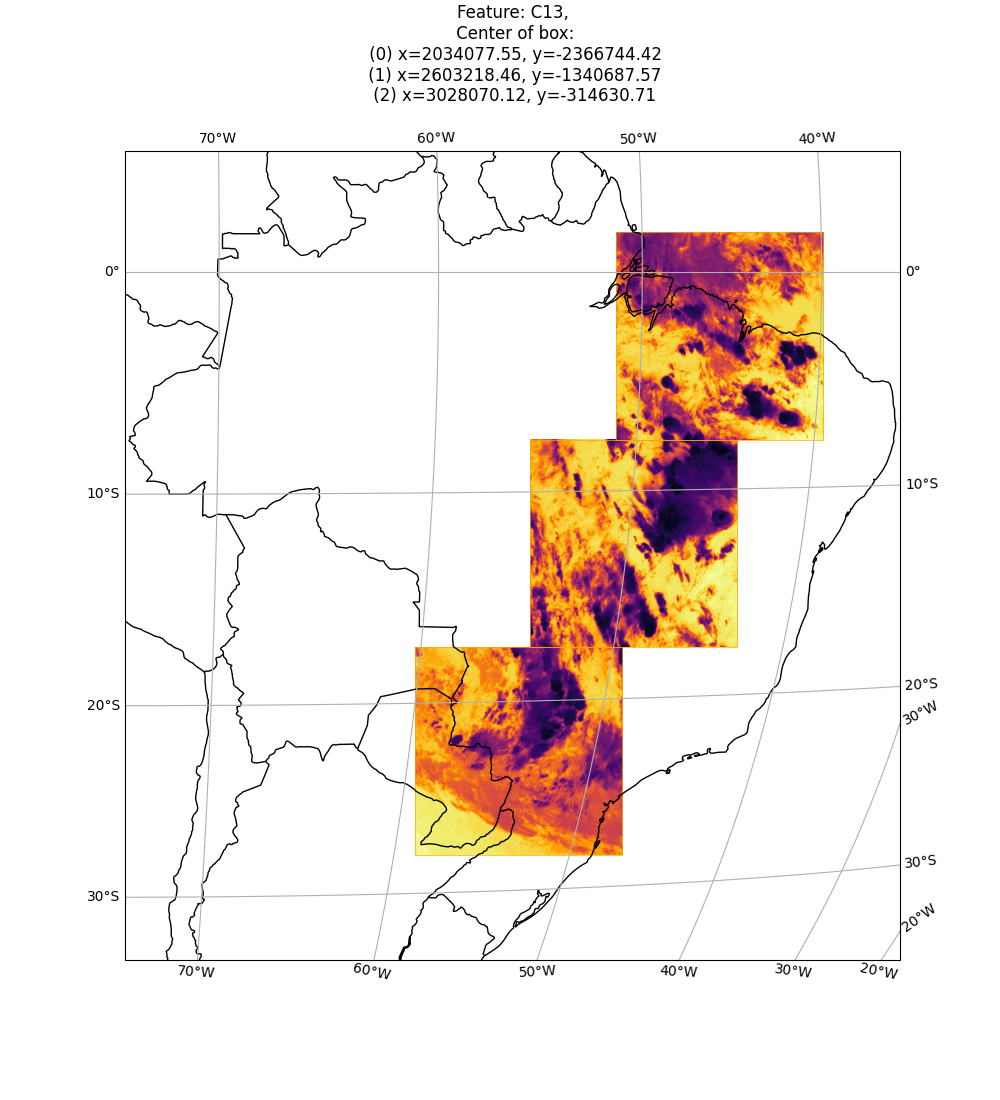 Feature: C13,
Center of box:
(0) x=2034077.55, y=-2366744.42
(1) x=2603218.46, y=-1340687.57
(2) x=3028070.12, y=-314630.71
70°W 60°W 50°W 40°W
0° 0°
10°S 10°S
20°S 20°S
30°W
30°S 30°S
20°W
70°W 60°W 50°W 40°W 30°W 20°W